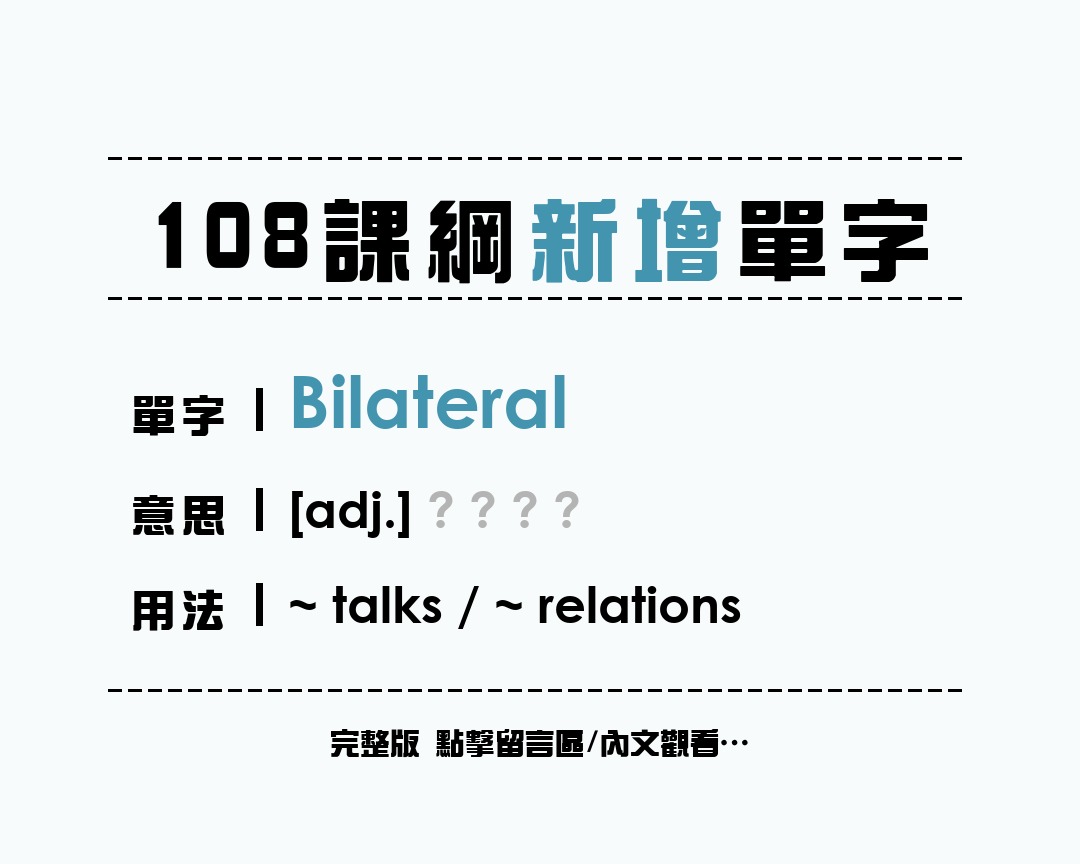 108課綱新增單字
單字 | Bilateral
意思 | [adj.] ? ? ? ?
用法 | ~ talks / ~ relations
完整版 點擊留言區/內文觀看…